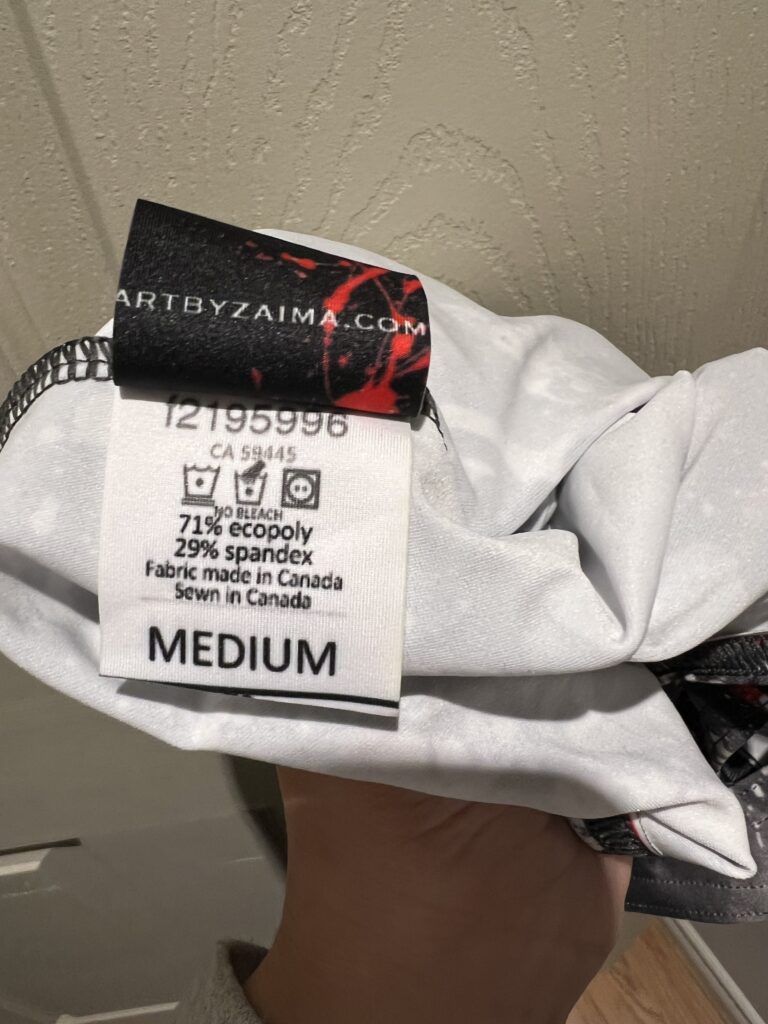 ARTBYZAIMA.COM
f2195996
CA 59445
NO BLEACH
71% ecopoly
29% spandex
Fabric made in Canada
Sewn in Canada
MEDIUM